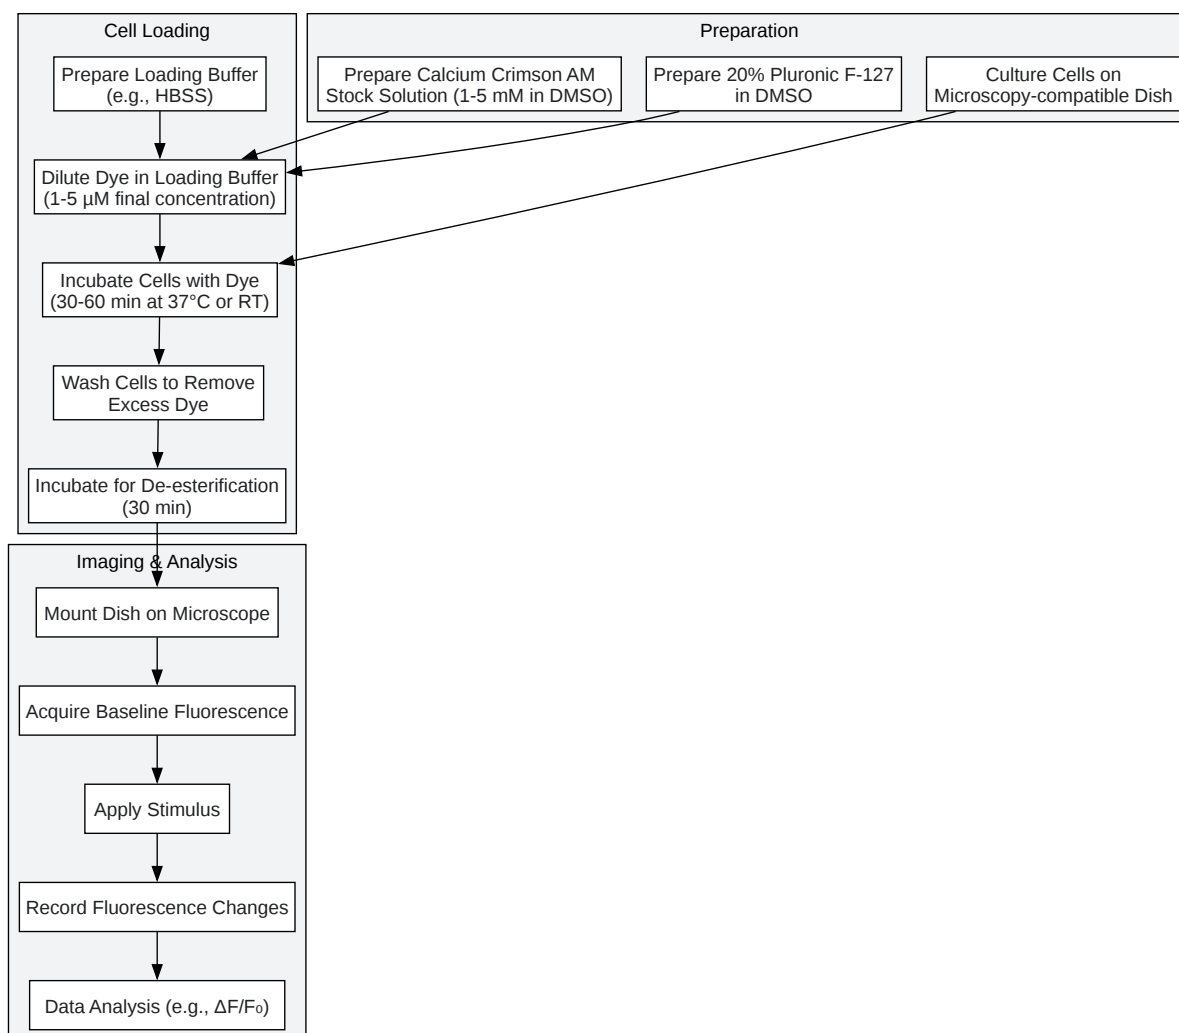 Cell Loading
Prepare Loading Buffer
(e.g., HBSS)
Preparation
Prepare Calcium Crimson AM
Stock Solution (1-5 mM in DMSO)
Prepare 20% Pluronic F-127
in DMSO
Culture Cells on
Microscopy-compatible Dish
Dilute Dye in Loading Buffer
(1-5 µM final concentration)
Incubate Cells with Dye
(30-60 min at 37°C or RT)
Wash Cells to Remove
Excess Dye
Incubate for De-esterification
(30 min)
Imaging & Analysis
Mount Dish on Microscope
Acquire Baseline Fluorescence
Apply Stimulus
Record Fluorescence Changes
Data Analysis (e.g., ΔF/F₀)